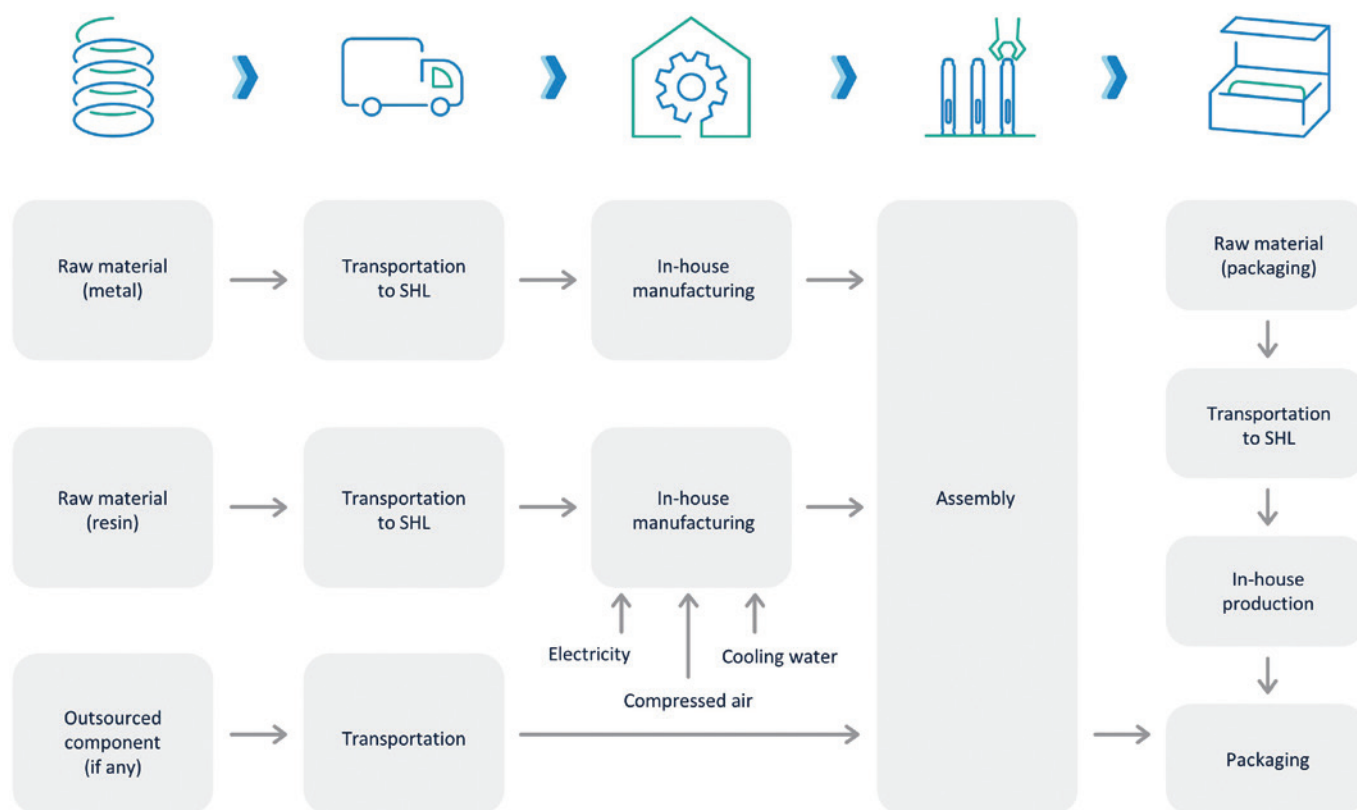 Raw material
(metal)
Transportation
to SHL
In-house
manufacturing
Raw material
(packaging)
Transportation
to SHL
Raw material
(resin)
Transportation
to SHL
In-house
manufacturing
Assembly
In-house
production
Electricity
Cooling water
Compressed air
Outsourced
component
(if any)
Transportation
Packaging